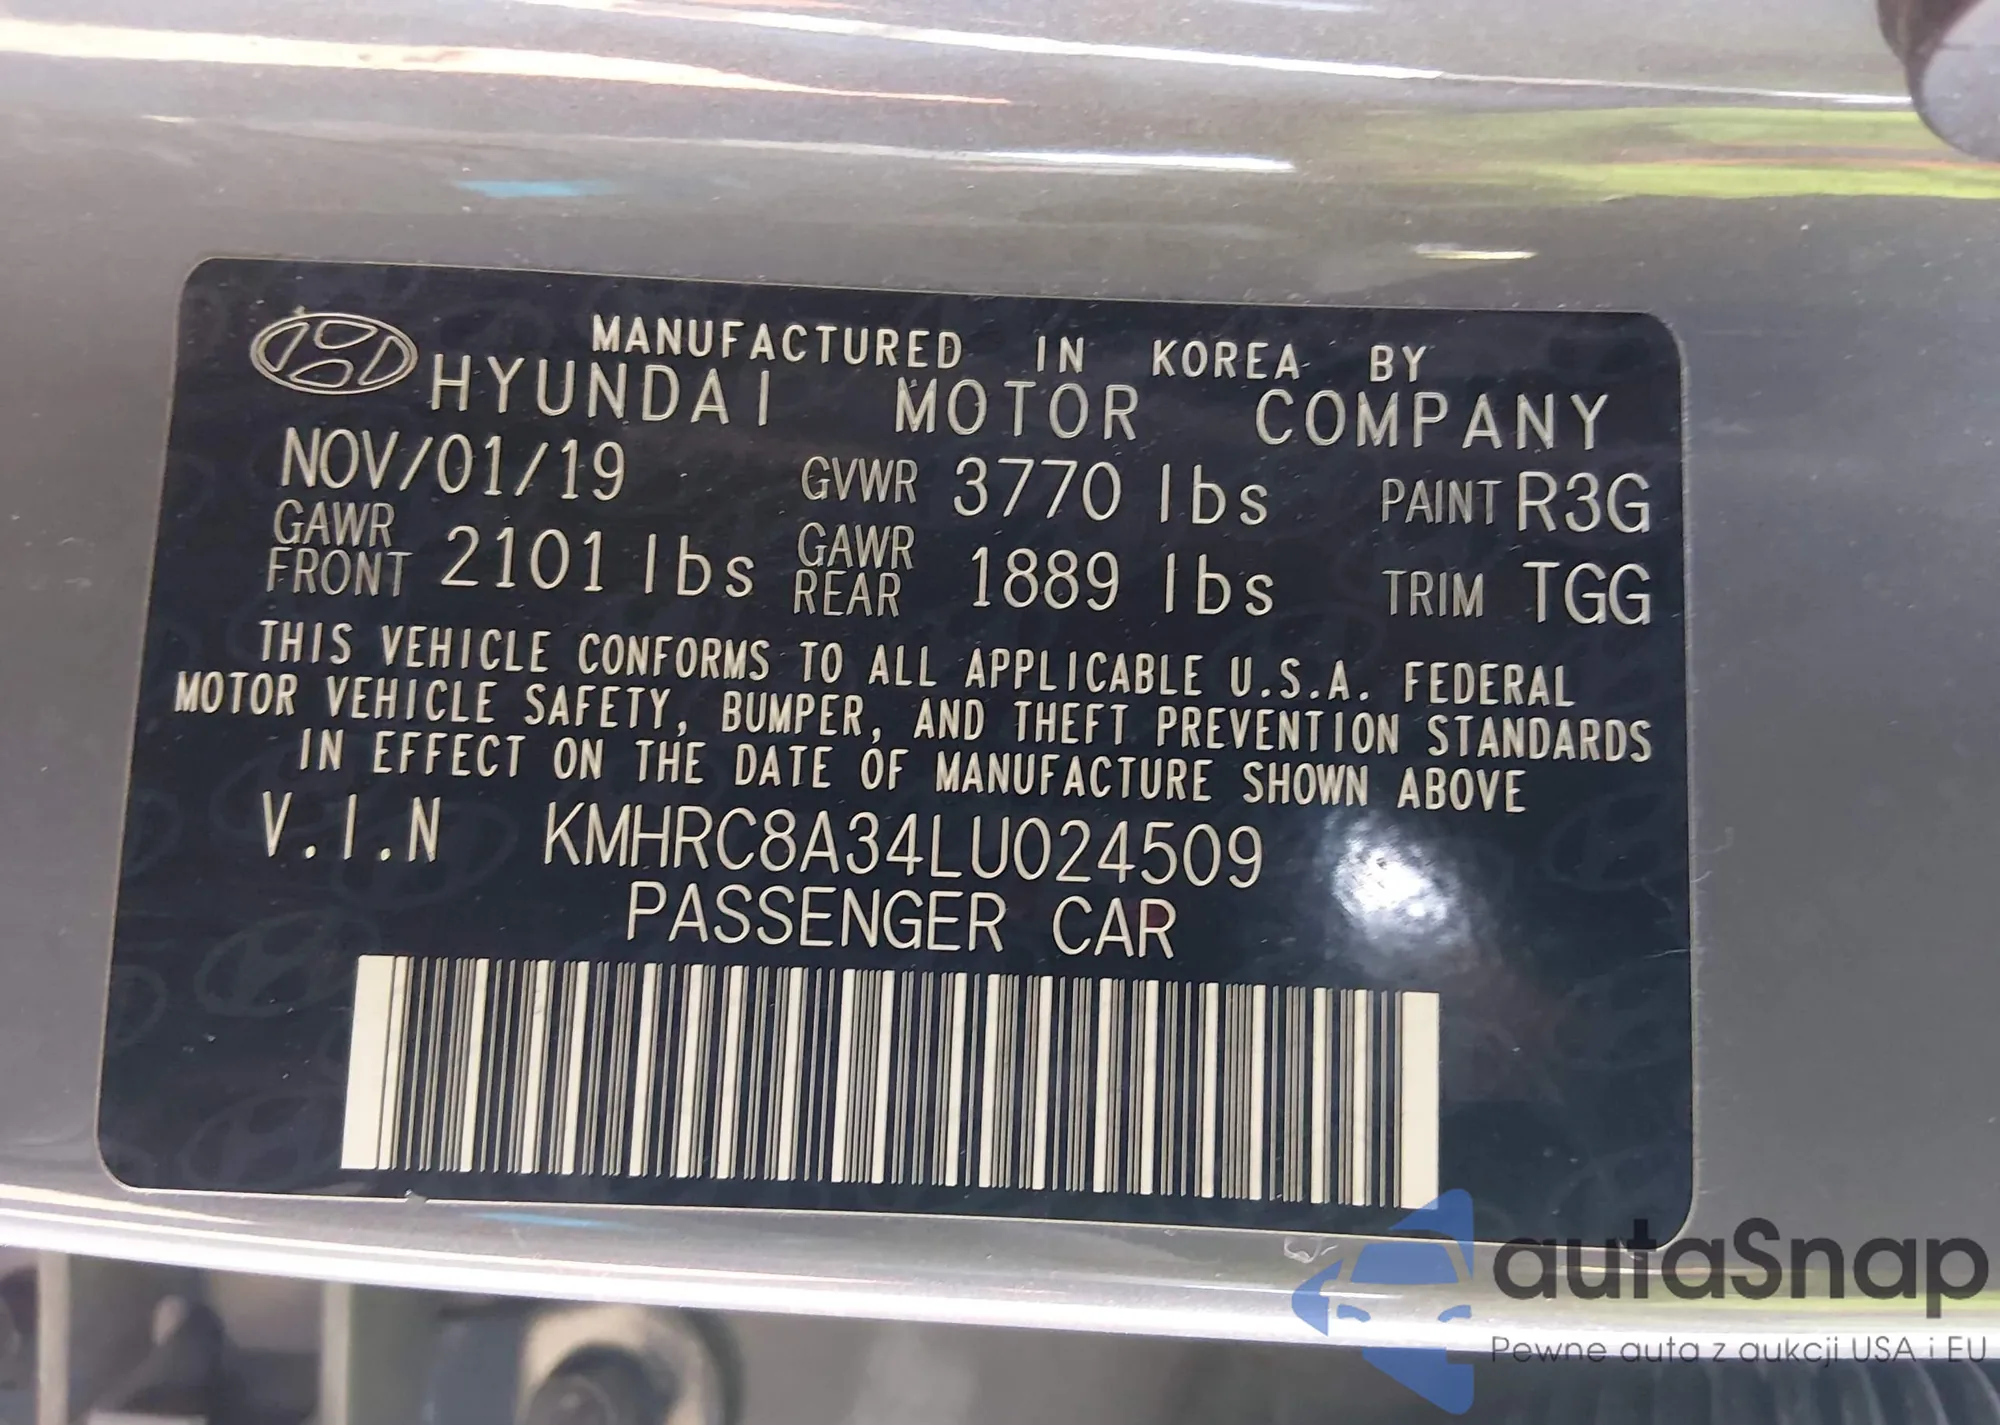 MANUFACTURED IN KOREA BY
HYUNDAI MOTOR COMPANY
NOV/01/19 GVWR 3770 lbs PAINT R3G
GAWR FRONT 2101 lbs GAWR REAR 1889 lbs TRIM TGG
THIS VEHICLE CONFORMS TO ALL APPLICABLE U.S.A. FEDERAL
MOTOR VEHICLE SAFETY, BUMPER, AND THEFT PREVENTION STANDARDS
IN EFFECT ON THE DATE OF MANUFACTURE SHOWN ABOVE
V.I.N KMHRC8A34LU024509
PASSENGER CAR
autaSnap
Pewne auta z aukcji USA i EU